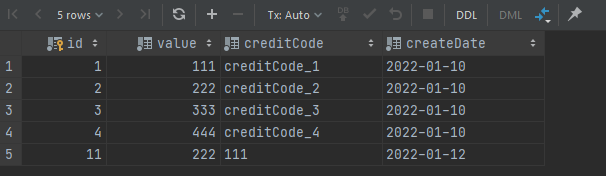 5 rows Tx: Auto DB DDL DML
id value creditCode createDate
1 1 111 creditCode_1 2022-01-10
2 2 222 creditCode_2 2022-01-10
3 3 333 creditCode_3 2022-01-10
4 4 444 creditCode_4 2022-01-10
5 11 222 111 2022-01-12